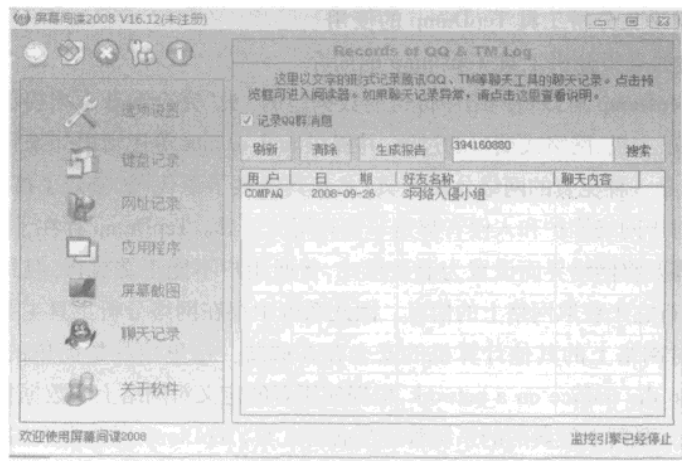 屏幕间谍2008 V16.12(未注册)
Records of QQ & TM Log
这里以文字的形式记录腾讯QQ、TM等聊天工具的聊天记录。点击预
览框可进入阅读器。如果聊天记录异常，请点击这里查看说明。
记录QQ群消息
刷新 清除 生成报告 394160880 搜索
用 户 日 期 好友名称 聊天内容
COMPAQ 2008-09-26 S网络入侵小组
选项设置
键盘记录
网址记录
应用程序
屏幕截图
聊天记录
关于软件
欢迎使用屏幕间谍2008 监控引擎已经停止